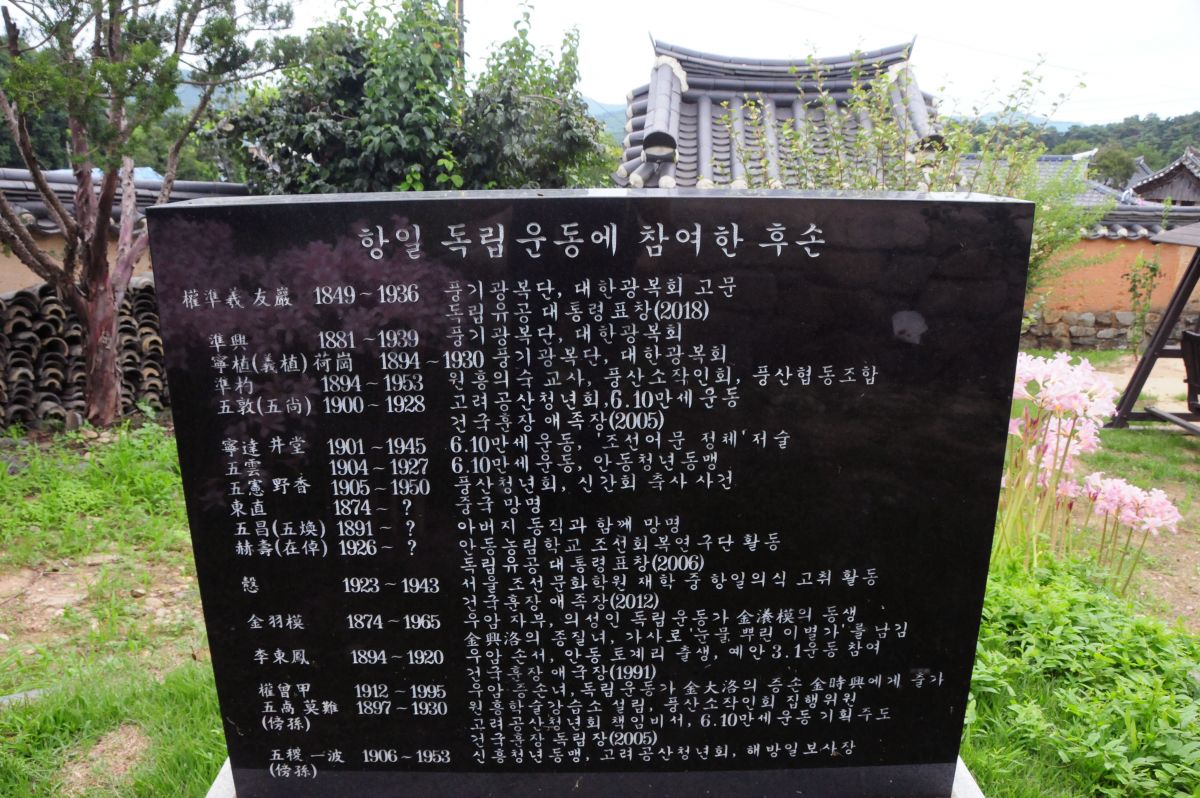 항일 독립 운동에 참여한 후손
權準羲 友巖 1849~1936 풍기광복단, 대한광복회 고문
독립유공 대통령표창(2018)
準興 1881~1939 풍기광복단, 대한광복회
寧植(義植) 荷崗 1894~1930 풍기광복단, 대한광복회
準杓 1894~1953 원흥의숙 교사, 풍산소작인회, 풍산협동조합
五敦(五尙) 1900~1928 고려공산청년회, 6.10만세 운동
건국훈장 애족장(2005)
寧達 井堂 1901~1945 6.10만세 운동, '조선어문 정체' 저술
五雲 1904~1927 6.10만세 운동, 안동청년동맹
五憲 野香 1905~1950 풍산청년회, 신간회 축사 사건
東直 1874~ ? 중국 망명
五昌(五煥) 1891~ ? 아버지 동직과 함께 망명
赫壽(在倬) 1926~ ? 안동농림학교 조선회복연구단 활동
독립유공 대통령표창(2006)
慤 1923~1943 서울 조선문화학원 재학 중 항일의식 고취 활동
건국훈장 애족장(2012)
金羽模 1874~1965 우암 자부, 의성인 독립 운동가 金瀁模의 동생
金興洛의 종질녀, 가사로 '눈물 뿌린 이별가'를 남김
李東鳳 1894~1920 우암 손서, 안동 토계리 출생, 예안 3.1운동 참여
건국훈장 애국장(1991)
權曾甲 1912~1995 우암 증손녀, 독립운동가 金大洛의 증손 金時興에게 출가
五卨 莫難 1897~1930 원흥학술강습소 설립, 풍산소작인회 집행위원
(傍孫) 고려공산청년회 책임비서, 6.10만세운동 기획주도
건국훈장 독립장(2005)
五稷 一波 1906~1953 신흥청년동맹, 고려공산청년회, 해방일보사장
(傍孫)